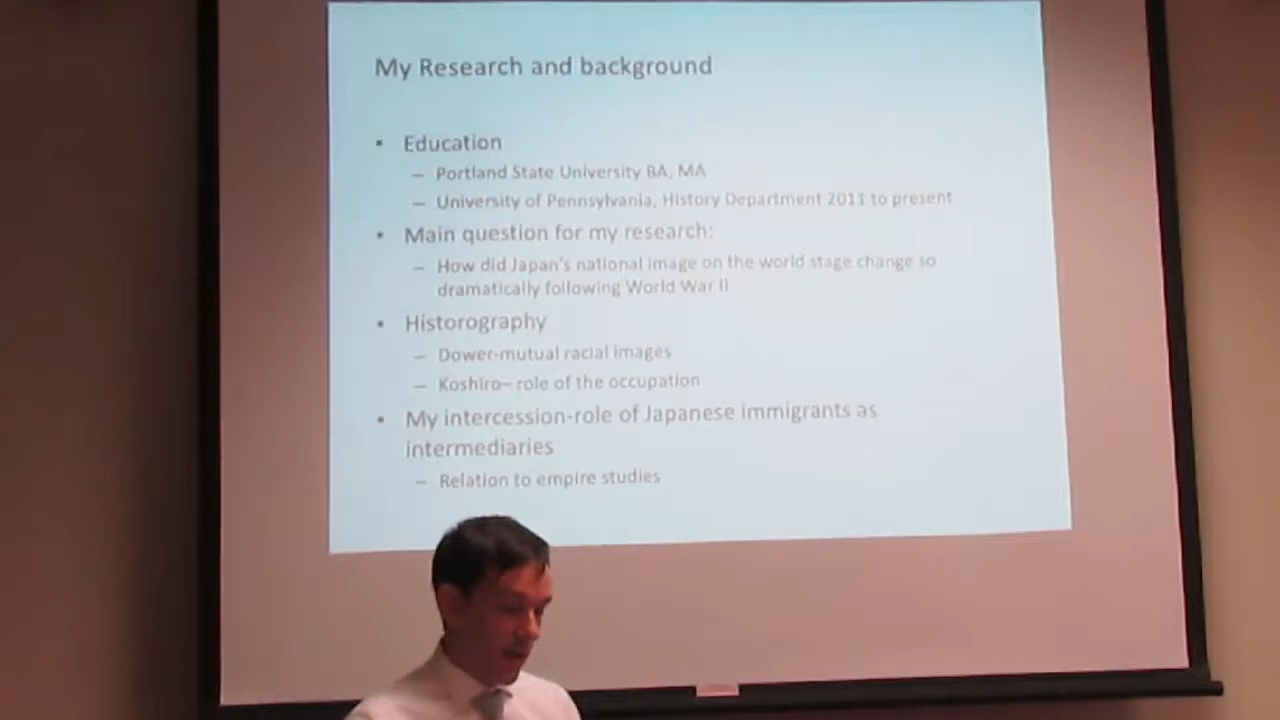 My Research and background
• Education
– Portland State University BA, MA
– University of Pennsylvania, History Department 2011 to present
• Main question for my research:
– How did Japan's national image on the world stage change so
dramatically following World War II
• Historography
– Dower-mutual racial images
– Koshiro– role of the occupation
• My intercession-role of Japanese immigrants as
intermediaries
– Relation to empire studies